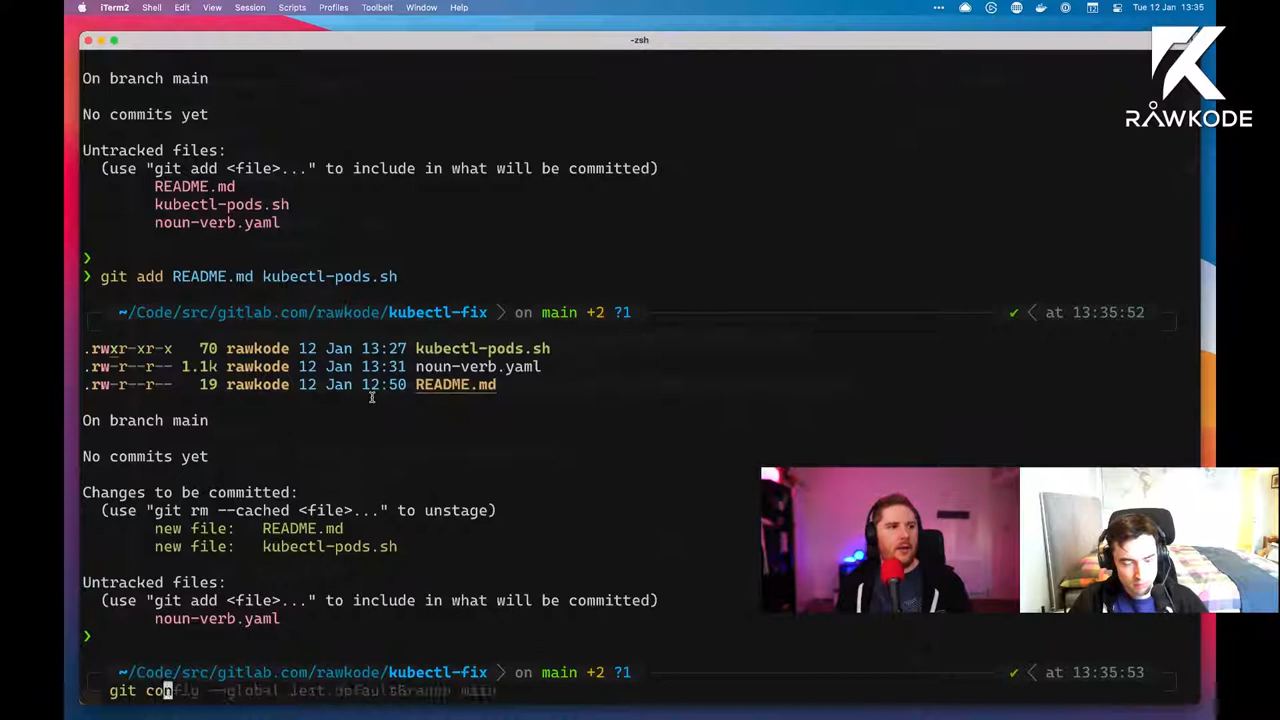 iTerm2 Shell Edit View Session Scripts Profiles Toolbelt Window Help Tue 12 Jan 13:35
-zsh
RAWKODE
On branch main
No commits yet
Untracked files:
(use "git add <file>..." to include in what will be committed)
README.md
kubectl-pods.sh
noun-verb.yaml
❯
❯ git add README.md kubectl-pods.sh
~/Code/src/gitlab.com/rawkode/kubectl-fix on main +2 ?1 ✔ at 13:35:52
.rwxr-xr-x 70 rawkode 12 Jan 13:27 kubectl-pods.sh
.rw-r--r-- 1.1k rawkode 12 Jan 13:31 noun-verb.yaml
.rw-r--r-- 19 rawkode 12 Jan 12:50 README.md
On branch main
No commits yet
Changes to be committed:
(use "git rm --cached <file>..." to unstage)
new file: README.md
new file: kubectl-pods.sh
Untracked files:
(use "git add <file>..." to include in what will be committed)
noun-verb.yaml
❯
~/Code/src/gitlab.com/rawkode/kubectl-fix on main +2 ?1 ✔ at 13:35:53
git config --global init.defaultBranch main